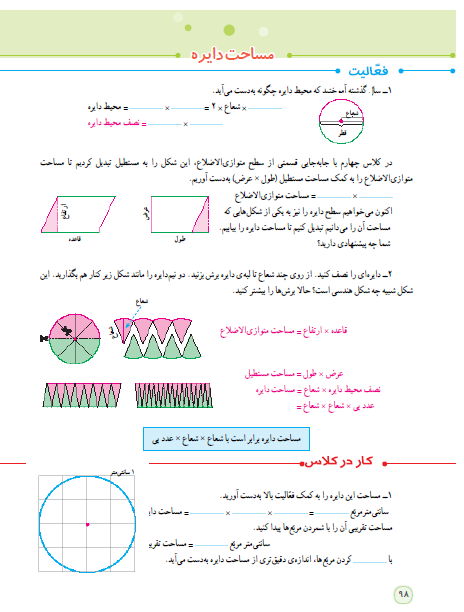 مساحت دایره
فعّالیت
۱ــ سال گذشته آموختید که محیط دایره چگونه به‌دست می‌آید.
........ × شعاع × ۲ = ........ × ........ = محیط دایره
........ × ........ = نصف محیط دایره
شعاع
قطر
در کلاس چهارم با جابه‌جایی قسمتی از سطح متوازی‌الاضلاع، این شکل را به مستطیل تبدیل کردیم تا مساحت
متوازی‌الاضلاع را به کمک مساحت مستطیل (طول × عرض) به‌دست آوریم.
........ × ........ = مساحت متوازی‌الاضلاع
اکنون می‌خواهیم سطح دایره را نیز به یکی از شکل‌هایی که
مساحت آن را می‌دانیم تبدیل کنیم تا مساحت دایره را بیابیم.
شما چه پیشنهادی دارید؟
ارتفاع
قاعده
عرض
طول
۲ــ دایره‌ای را نصف کنید. از روی چند شعاع تا لبه‌ی دایره برش بزنید. دو نیم‌دایره را مانند شکل زیر کنار هم بگذارید. این
شکل شبیه چه شکل هندسی است؟ حالا برش‌ها را بیشتر کنید.
شعاع
شعاع
قاعده × ارتفاع = مساحت متوازی‌الاضلاع
عرض × طول = مساحت مستطیل
نصف محیط دایره × شعاع = مساحت دایره
عدد پی × شعاع × شعاع =
مساحت دایره برابر است با شعاع × شعاع × عدد پی
کار در کلاس
۱ سانتی‌متر
۱ــ مساحت این دایره را به کمک فعّالیت بالا به‌دست آورید.
سانتی‌متر مربع ........ = ........ × ........ × ........ = مساحت دایره
مساحت تقریبی آن را با شمردن مربع‌ها پیدا کنید.
سانتی‌متر مربع ........ = مساحت تقریبی
با ........ کردن مربع‌ها، اندازه‌ی دقیق‌تری از مساحت دایره به‌دست می‌آید.
۹۸